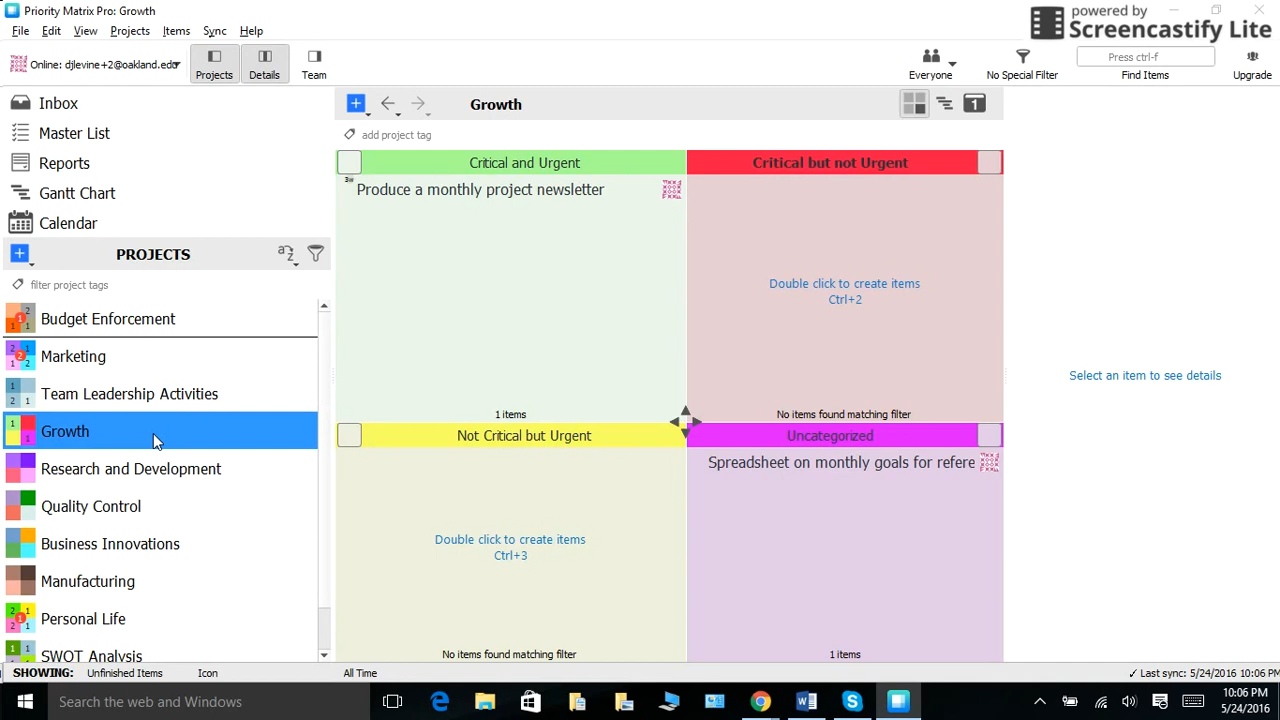 Priority Matrix Pro: Growth
powered by
Screencastify Lite
File Edit View Projects Items Sync Help
Online: djlevine+2@oakland.edu
Projects
Details
Team
Everyone
No Special Filter
Press ctrl-f
Find Items
Upgrade
Inbox
Master List
Reports
Gantt Chart
Calendar
PROJECTS
filter project tags
Budget Enforcement
Marketing
Team Leadership Activities
Growth
Research and Development
Quality Control
Business Innovations
Manufacturing
Personal Life
SWOT Analysis
Growth
1
add project tag
Critical and Urgent
3w
Produce a monthly project newsletter
1 items
Critical but not Urgent
Double click to create items
Ctrl+2
No items found matching filter
Not Critical but Urgent
Double click to create items
Ctrl+3
No items found matching filter
Uncategorized
Spreadsheet on monthly goals for refere
1 items
Select an item to see details
SHOWING: Unfinished Items Icon All Time
✓ Last sync: 5/24/2016 10:06 PM
Search the web and Windows
10:06 PM
5/24/2016